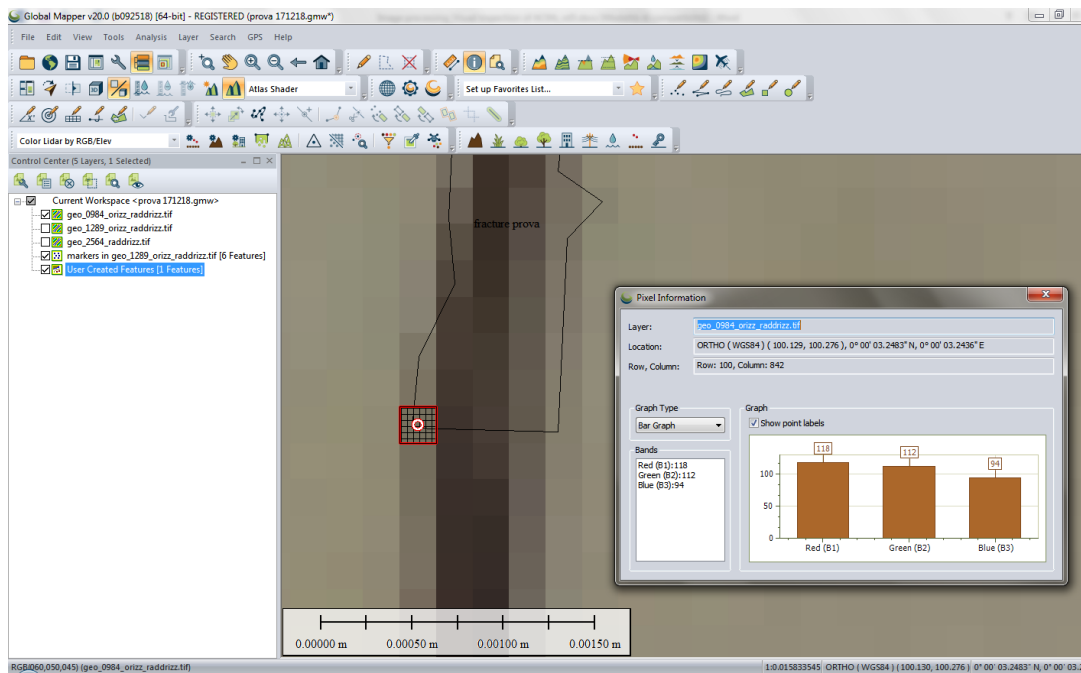 Global Mapper v20.0 (b092518) [64-bit] - REGISTERED (prova 171218.gmw*)
File Edit View Tools Analysis Layer Search GRS GPS Help
Atlas Shader
Set up Favorites List...
Color Lidar by RGB/Elev
Control Center (5 Layers, 1 Selected)
Current Workspace <prova 171218.gmw>
geo_0984_orizz_raddrizz.tif
geo_1289_orizz_raddrizz.tif
geo_2564_raddrizz.tif
markers in geo_1289_orizz_raddrizz.tif [6 Features]
User Created Features [1 Features]
fracture prova
Pixel Information
Layer: geo_0984_orizz_raddrizz.tif
Location: ORTHO ( WGS84 ) ( 100.129, 100.276 ), 0° 00' 03.2483" N, 0° 00' 03.2436" E
Row, Column: Row: 100, Column: 842
Graph Type
Bar Graph
Bands
Red (B1):118
Green (B2):112
Blue (B3):94
Graph
Show point labels
118
112
94
100
50
0
Red (B1) Green (B2) Blue (B3)
0.00000 m 0.00050 m 0.00100 m 0.00150 m
RGB(060,050,045) (geo_0984_orizz_raddrizz.tif)
1:0.015833545 ORTHO ( WGS84 ) ( 100.130, 100.276 ) 0° 00' 03.2483" N, 0° 00' 03.2